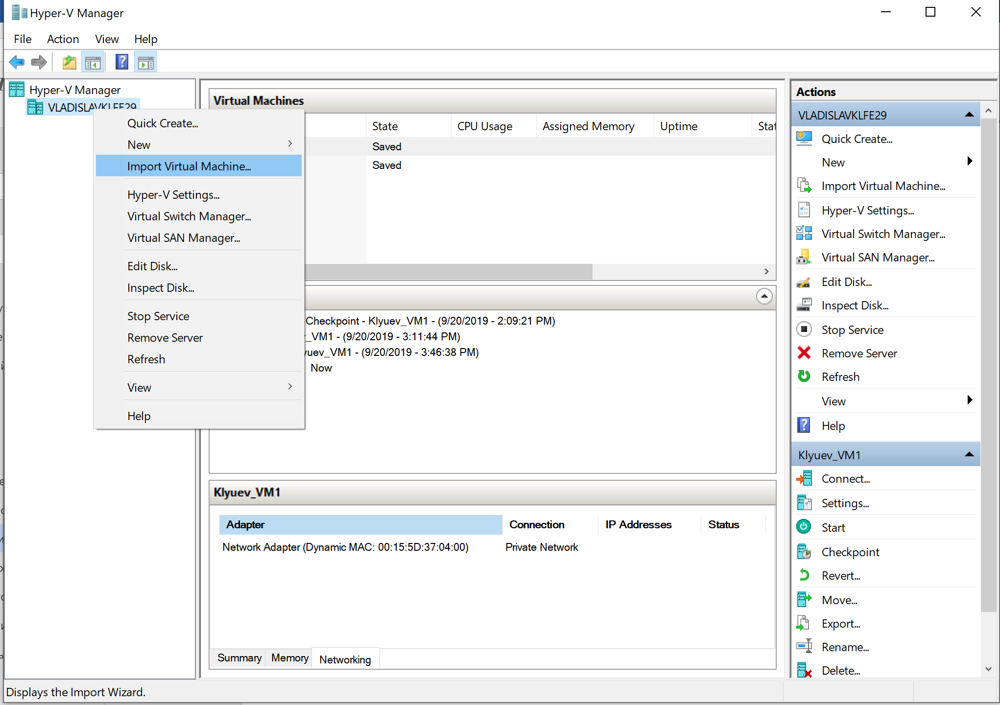 Hyper-V Manager
File Action View Help
Hyper-V Manager
VLADISLAVKLFE29
Quick Create...
New
Import Virtual Machine...
Hyper-V Settings...
Virtual Switch Manager...
Virtual SAN Manager...
Edit Disk...
Inspect Disk...
Stop Service
Remove Server
Refresh
View
Help
Virtual Machines
State CPU Usage Assigned Memory Uptime
Saved
Saved
Checkpoint - Klyuev_VM1 - (9/20/2019 - 2:09:21 PM)
_VM1 - (9/20/2019 - 3:11:44 PM)
yuev_VM1 - (9/20/2019 - 3:46:38 PM)
Now
Klyuev_VM1
Adapter Connection IP Addresses Status
Network Adapter (Dynamic MAC: 00:15:5D:37:04:00) Private Network
Summary Memory Networking
Actions
VLADISLAVKLFE29
Quick Create...
New
Import Virtual Machine...
Hyper-V Settings...
Virtual Switch Manager...
Virtual SAN Manager...
Edit Disk...
Inspect Disk...
Stop Service
Remove Server
Refresh
View
Help
Klyuev_VM1
Connect...
Settings...
Start
Checkpoint
Revert...
Move...
Export...
Rename...
Delete...
Displays the Import Wizard.